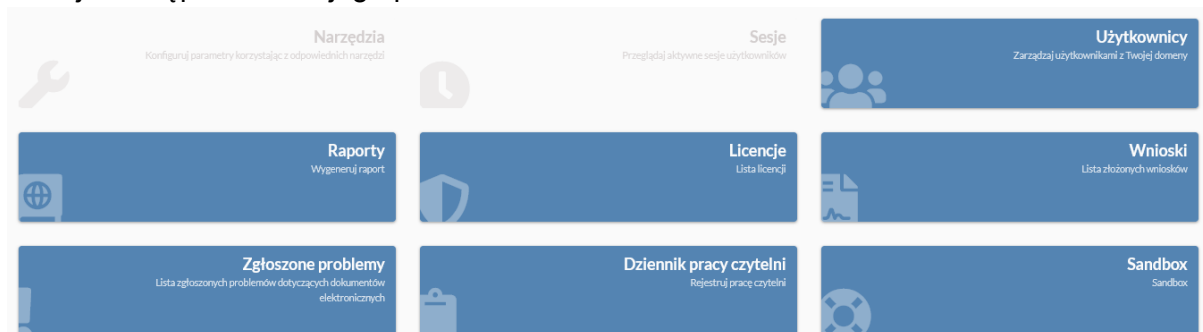 Narzędzia
Konfiguruj parametry korzystając z odpowiednich narzędzi
Sesje
Przeglądaj aktywne sesje użytkowników
Użytkownicy
Zarządzaj użytkownikami z Twojej domeny
Raporty
Wygeneruj raport
Licencje
Lista licencji
Wnioski
Lista złożonych wniosków
Zgłoszone problemy
Lista zgłoszonych problemów dotyczących dokumentów
elektronicznych
Dziennik pracy czytelni
Rejestruj pracę czytelni
Sandbox
Sandbox